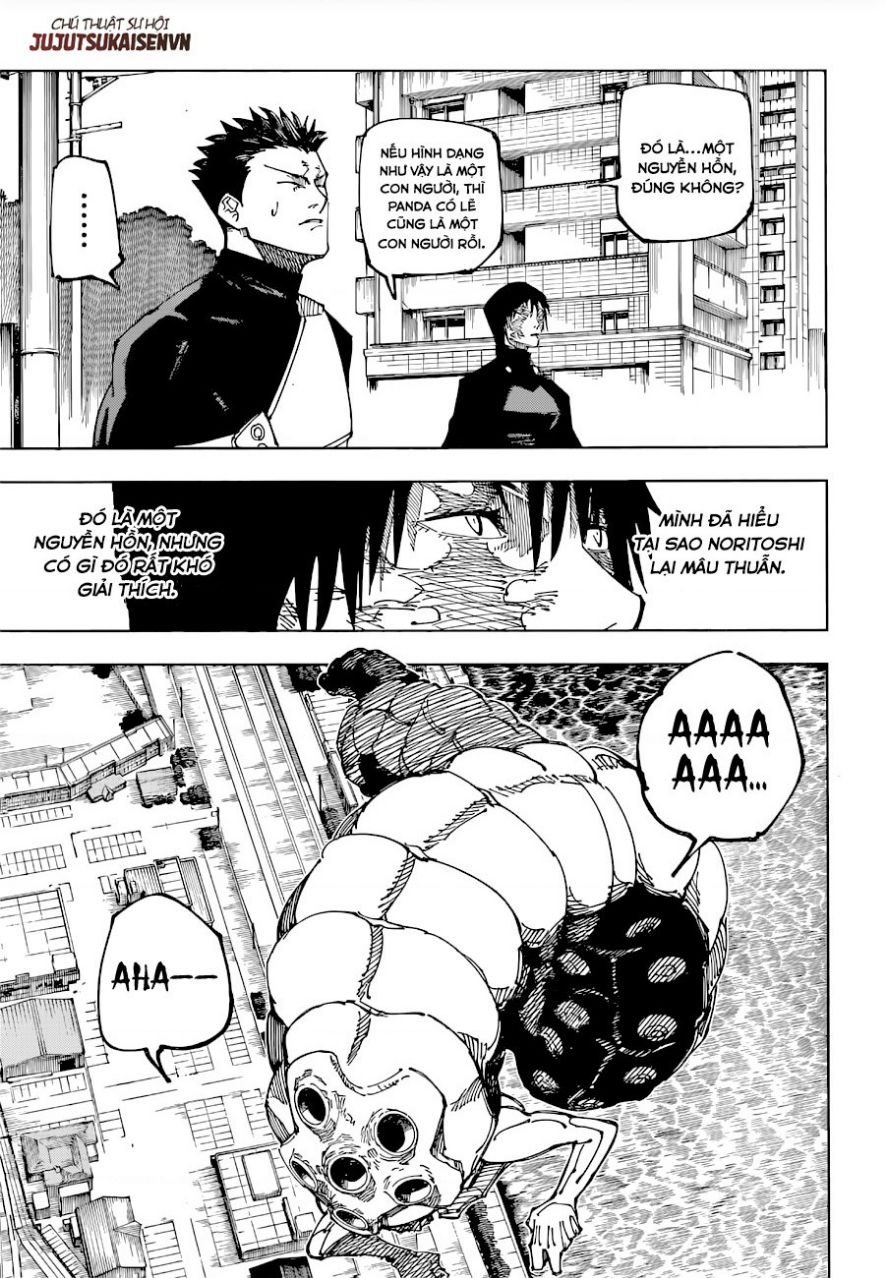 CHÚ THUẬT SƯ HỒI
JUJUTSUKAISENVN
ĐÓ LÀ...MỘT
NGUYỀN HỒN,
ĐÚNG KHÔNG?
NẾU HÌNH DẠNG
NHƯ VẬY LÀ MỘT
CON NGƯỜI, THÌ
PANDA CÓ LẼ
CŨNG LÀ MỘT
CON NGƯỜI RỒI.
.....
MÌNH ĐÃ HIỂU
TẠI SAO NORITOSHI
LẠI MÂU THUẪN.
ĐÓ LÀ MỘT
NGUYỀN HỒN, NHƯNG
CÓ GÌ ĐÓ RẤT KHÓ
GIẢI THÍCH.
AAAA
AAA...
AHA--